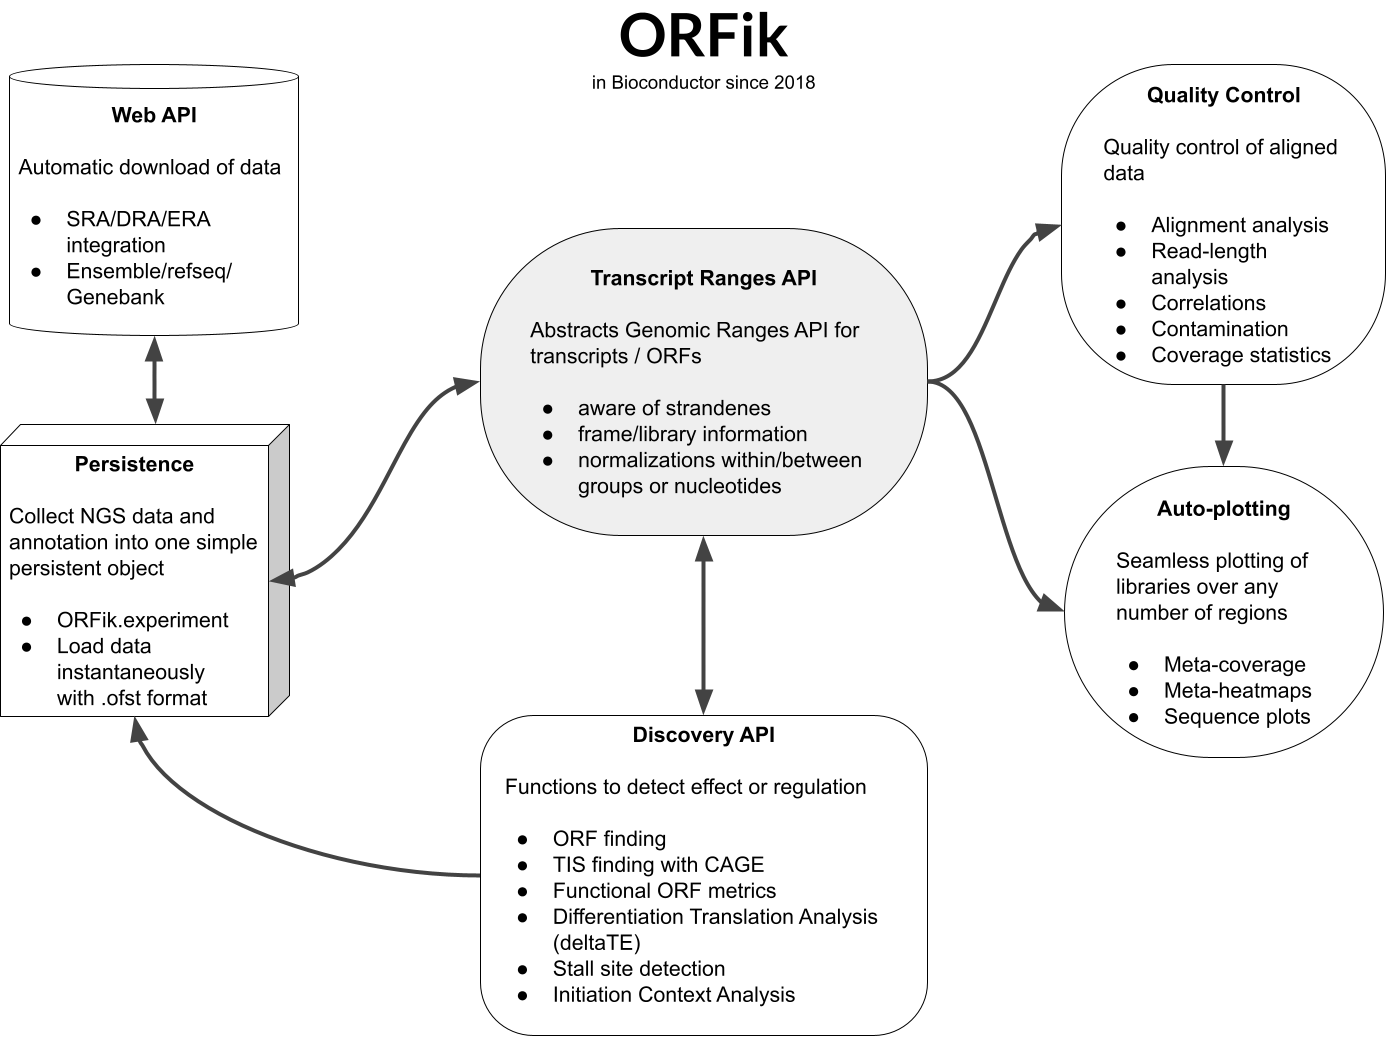 ORFik
in Bioconductor since 2018
Web API
Automatic download of data
● SRA/DRA/ERA
integration
● Ensemble/refseq/
Genebank
Persistence
Collect NGS data and
annotation into one simple
persistent object
● ORFik.experiment
● Load data
instantaneously
with .ofst format
Transcript Ranges API
Abstracts Genomic Ranges API for
transcripts / ORFs
● aware of strandenes
● frame/library information
● normalizations within/between
groups or nucleotides
Discovery API
Functions to detect effect or regulation
● ORF finding
● TIS finding with CAGE
● Functional ORF metrics
● Differentiation Translation Analysis
(deltaTE)
● Stall site detection
● Initiation Context Analysis
Quality Control
Quality control of aligned
data
● Alignment analysis
● Read-length
analysis
● Correlations
● Contamination
● Coverage statistics
Auto-plotting
Seamless plotting of
libraries over any
number of regions
● Meta-coverage
● Meta-heatmaps
● Sequence plots